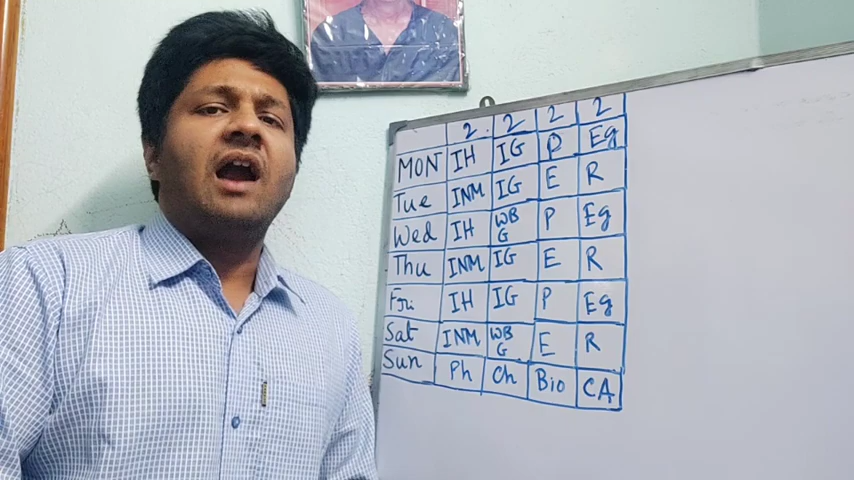 2 2 2 2
MON IH IG P Eg
Tue INM IG E R
Wed IH WB G P Eg
Thu INM IG E R
Fri IH IG P Eg
Sat INM WB G E R
Sun Ph Ch Bio CA